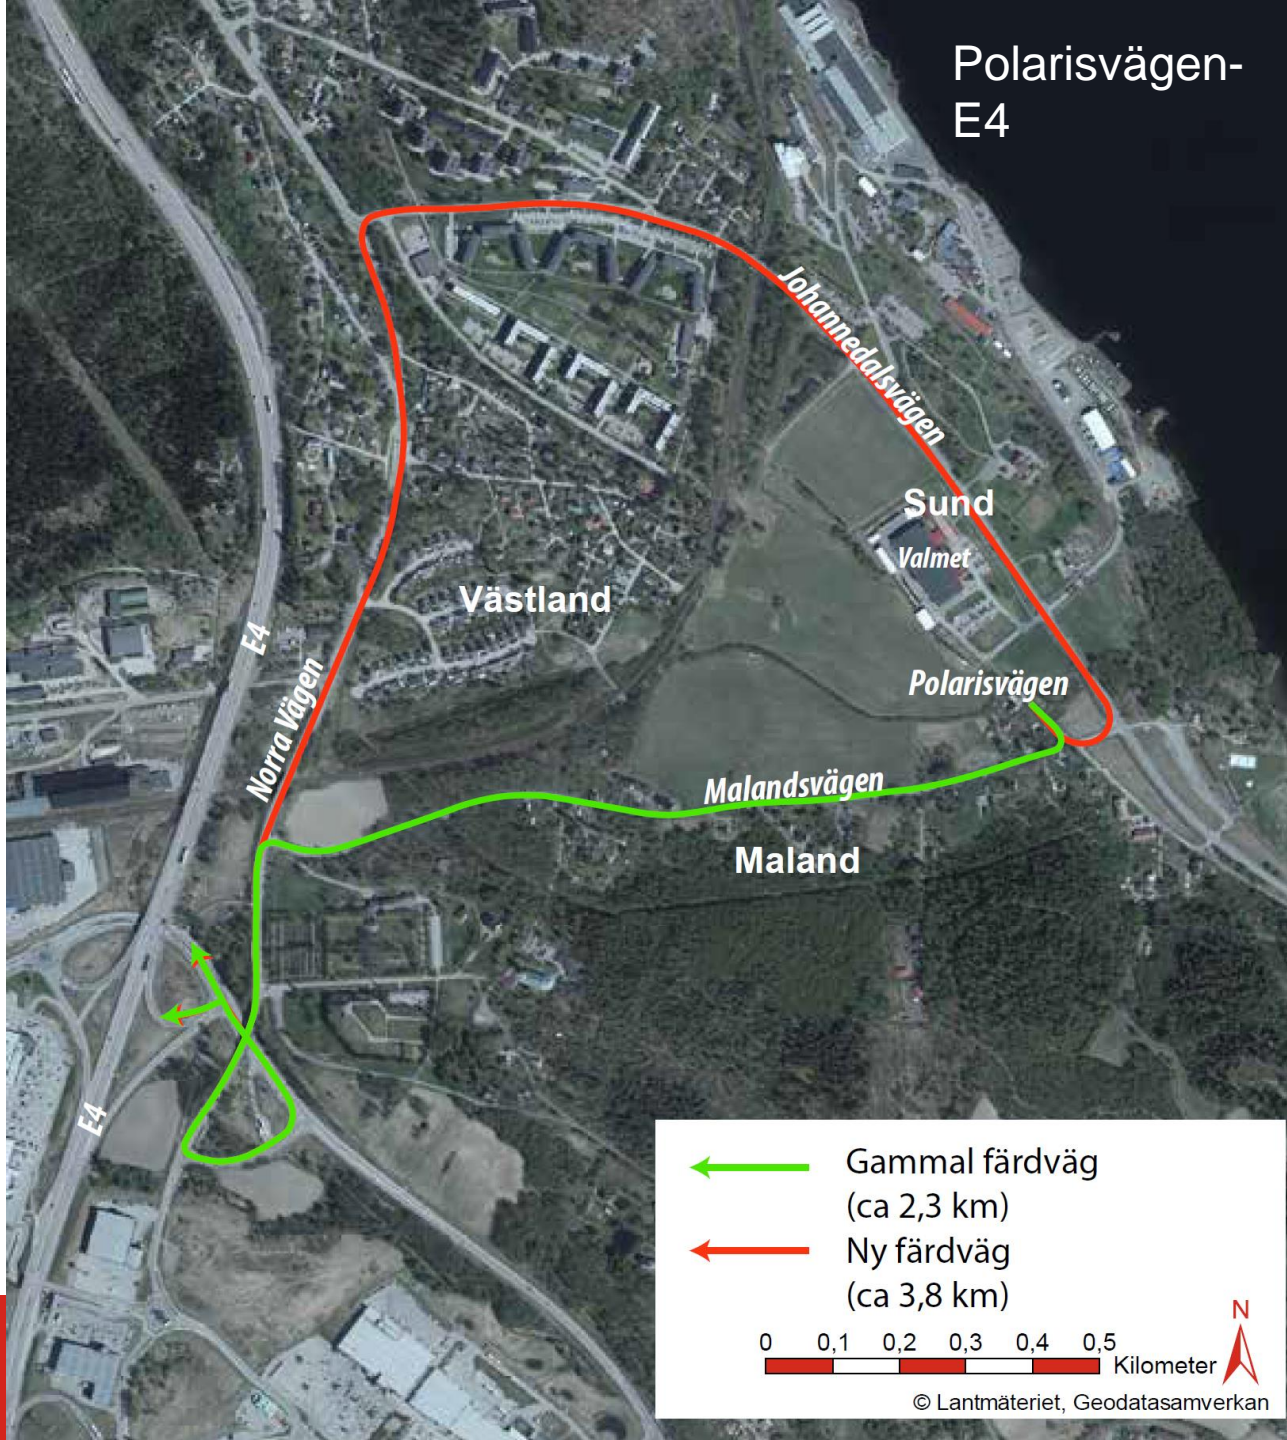 Polarisvägen-
E4
Johannedalsvägen
Sund
Valmet
Västland
E4
Norra Vägen
Polarisvägen
Malandsvägen
Maland
E4
Gammal färdväg
(ca 2,3 km)
Ny färdväg
(ca 3,8 km)
N
0 0,1 0,2 0,3 0,4 0,5
Kilometer
© Lantmäteriet, Geodatasamverkan